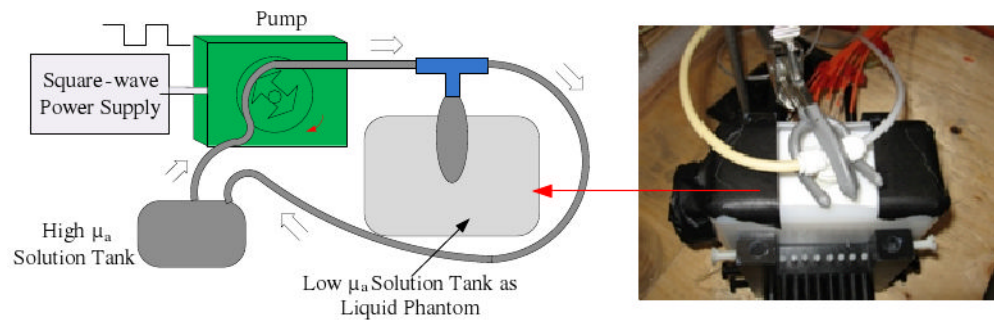 Pump
Square-wave
Power Supply
High μₐ
Solution Tank
Low μₐ Solution Tank as
Liquid Phantom